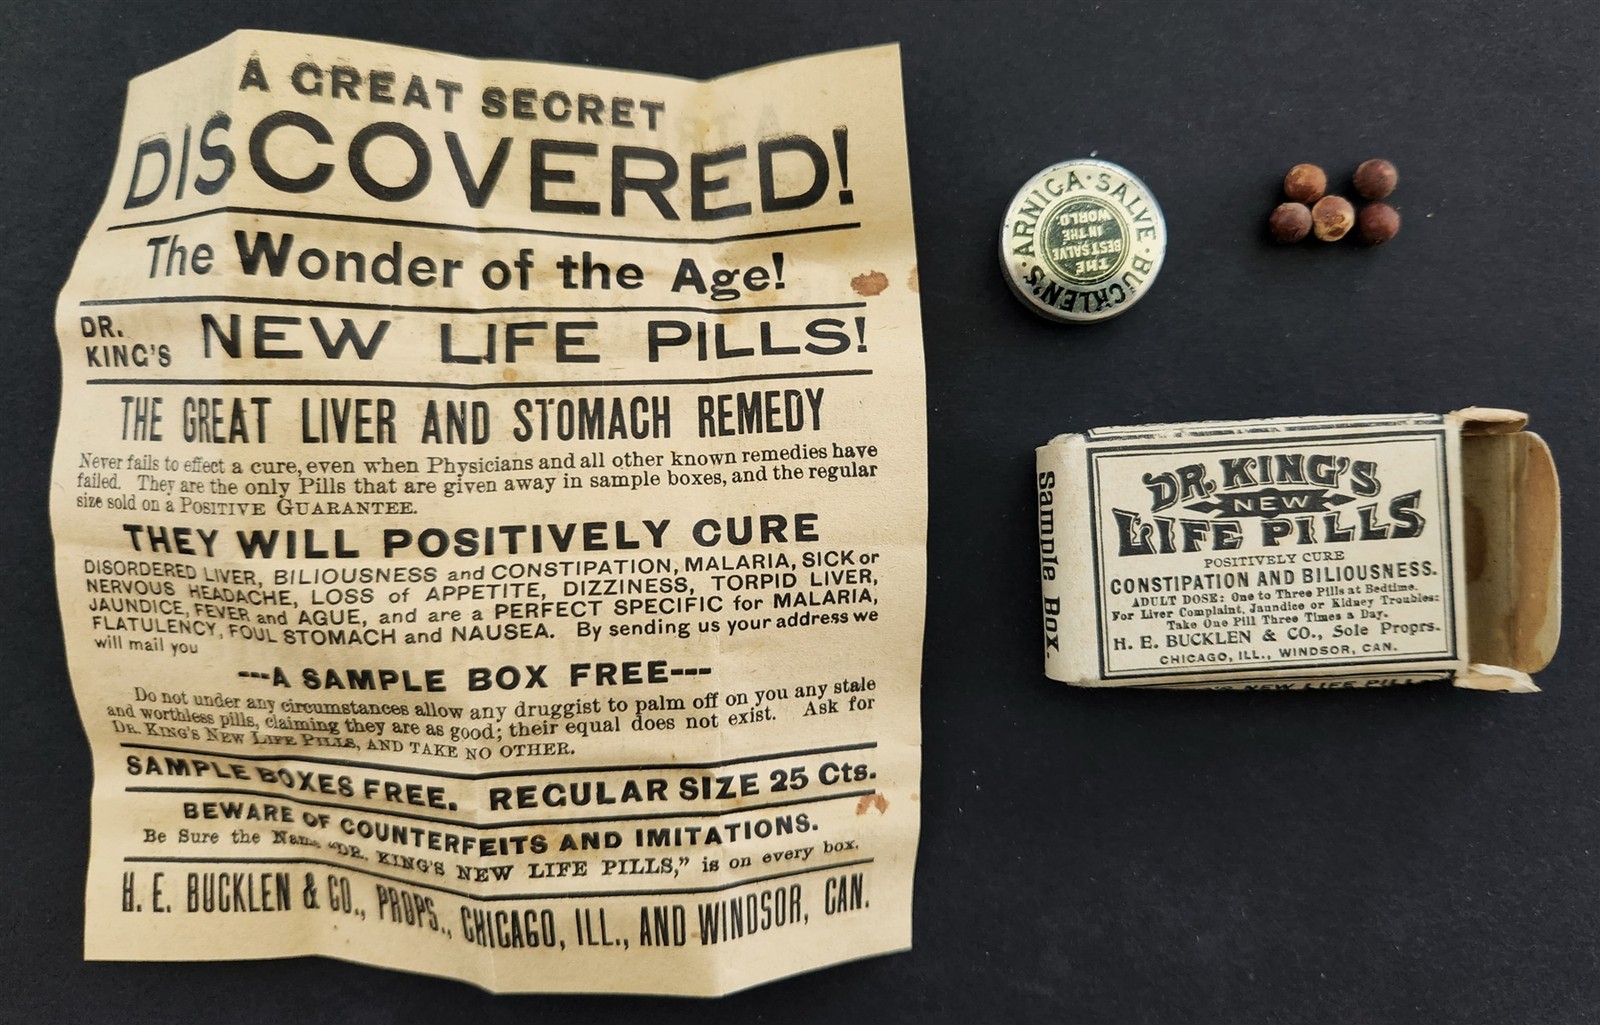 A GREAT SECRET
DISCOVERED!
The Wonder of the Age!
DR. KING'S NEW LIFE PILLS!
THE GREAT LIVER AND STOMACH REMEDY
Never fails to effect a cure, even when Physicians and all other known remedies have
failed. They are the only Pills that are given away in sample boxes, and the regular
size sold on a POSITIVE GUARANTEE.
THEY WILL POSITIVELY CURE
DISORDERED LIVER, BILIOUSNESS and CONSTIPATION, MALARIA, SICK or
NERVOUS HEADACHE, LOSS of APPETITE, DIZZINESS, TORPID LIVER,
JAUNDICE, FEVER and AGUE, and are a PERFECT SPECIFIC for MALARIA,
FLATULENCY, FOUL STOMACH and NAUSEA. By sending us your address we
will mail you
---A SAMPLE BOX FREE---
Do not under any circumstances allow any druggist to palm off on you any stale
and worthless pills, claiming they are as good; their equal does not exist. Ask for
DR. KING'S NEW LIFE PILLS, AND TAKE NO OTHER.
SAMPLE BOXES FREE. REGULAR SIZE 25 Cts.
BEWARE OF COUNTERFEITS AND IMITATIONS.
Be Sure the Name "DR. KING'S NEW LIFE PILLS," is on every box.
H. E. BUCKLEN & CO., PROPS., CHICAGO, ILL., AND WINDSOR, CAN.
BUCKLEN'S · ARNICA · SALVE ·
THE
BEST SALVE
IN THE
WORLD.
Sample Box.
DR. KING'S
NEW
LIFE PILLS
POSITIVELY CURE
CONSTIPATION AND BILIOUSNESS.
ADULT DOSE: One to Three Pills at Bedtime.
For Liver Complaint, Jaundice or Kidney Troubles:
Take One Pill Three Times a Day.
H. E. BUCKLEN & CO., Sole Proprs.
CHICAGO, ILL., WINDSOR, CAN.
NEW LIFE PILL